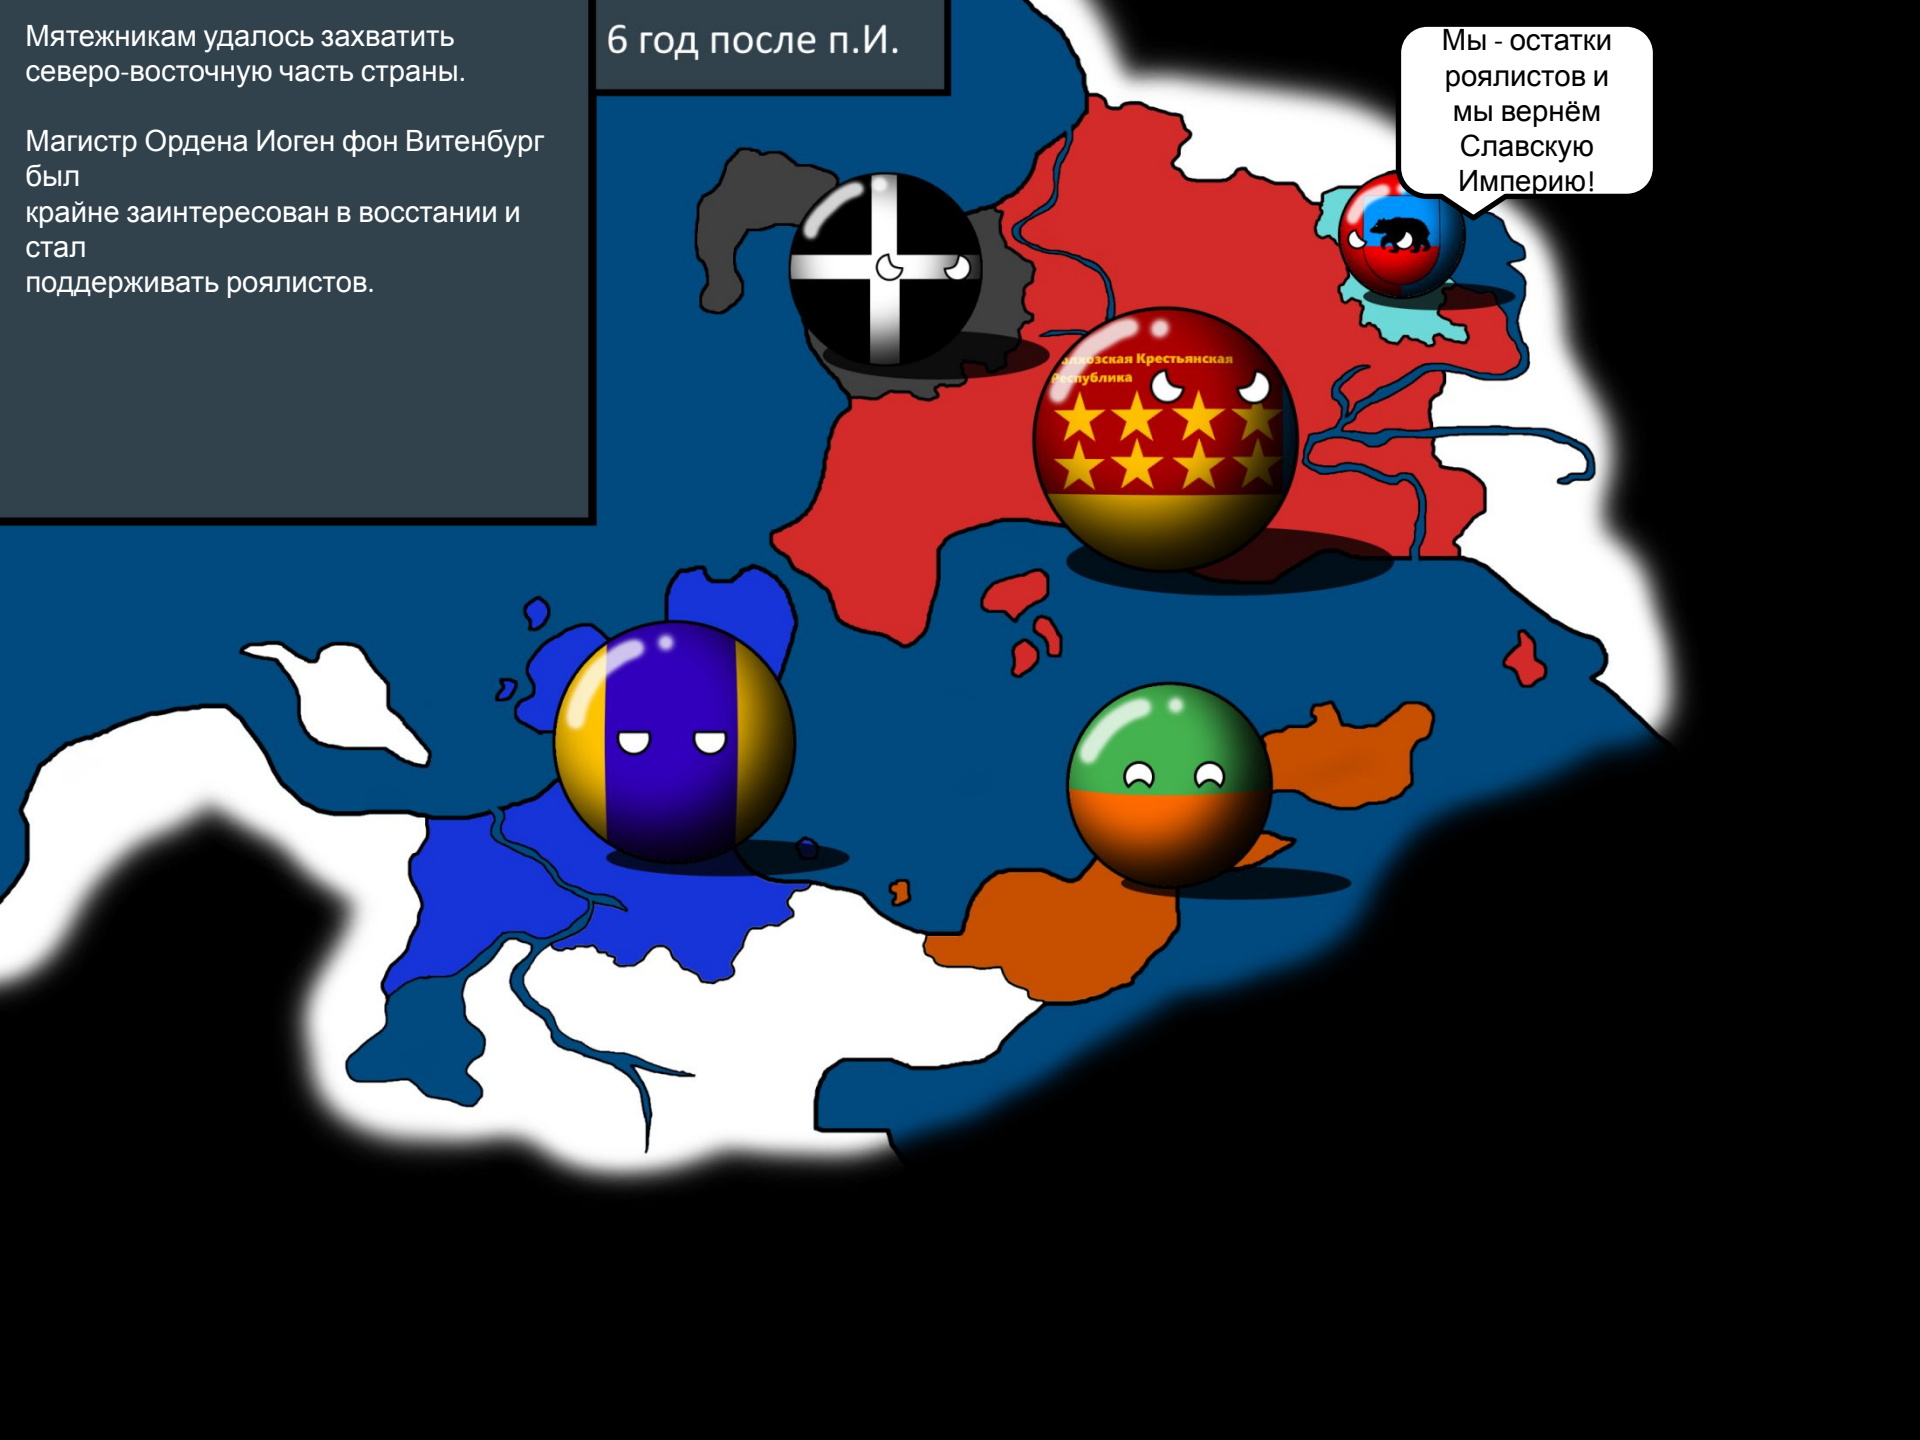 Мятежникам удалось захватить
северо-восточную часть страны.
Магистр Ордена Иоген фон Витенбург
был
крайне заинтересован в восстании и
стал
поддерживать роялистов.
6 год после п.И.
Мы - остатки
роялистов и
мы вернём
Славскую
Империю!
Крестьянская
Республика